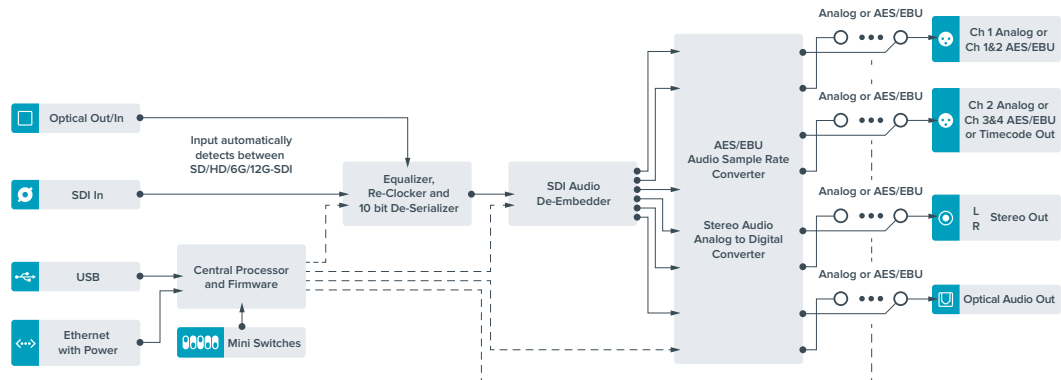 Analog or AES/EBU
Ch 1 Analog or
Ch 1&2 AES/EBU
Optical Out/In
Input automatically
detects between
SD/HD/6G/12G-SDI
Analog or AES/EBU
Ch 2 Analog or
Ch 3&4 AES/EBU
or Timecode Out
AES/EBU
Audio Sample Rate
Converter
SDI In
Equalizer,
Re-Clocker and
10 bit De-Serializer
SDI Audio
De-Embedder
Analog or AES/EBU
L
R
Stereo Out
Stereo Audio
Analog to Digital
Converter
USB
Central Processor
and Firmware
Analog or AES/EBU
Optical Audio Out
Ethernet
with Power
Mini Switches